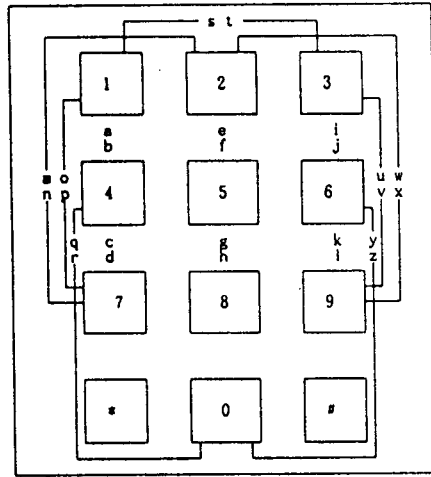 s t
1 2 3
a e i
b f j
m o u w
n p v x
4 5 6
q c g k y
r d h l z
7 8 9
* 0 #